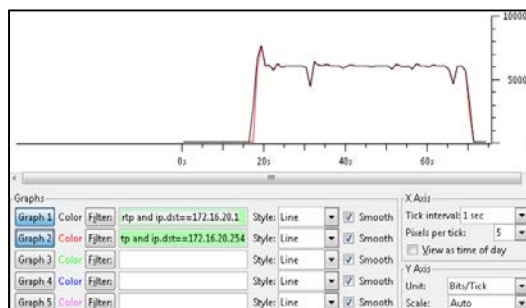 10000
5000
0s 20s 40s 60s
Graphs
Graph 1 Color Filter: rtp and ip.dst==172.16.20.1 Style: Line Smooth
Graph 2 Color Filter: tp and ip.dst==172.16.20.254 Style: Line Smooth
Graph 3 Color Filter: Style: Line Smooth
Graph 4 Color Filter: Style: Line Smooth
Graph 5 Color Filter: Style: Line Smooth
X Axis
Tick interval: 1 sec
Pixels per tick: 5
View as time of day
Y Axis
Unit: Bits/Tick
Scale: Auto